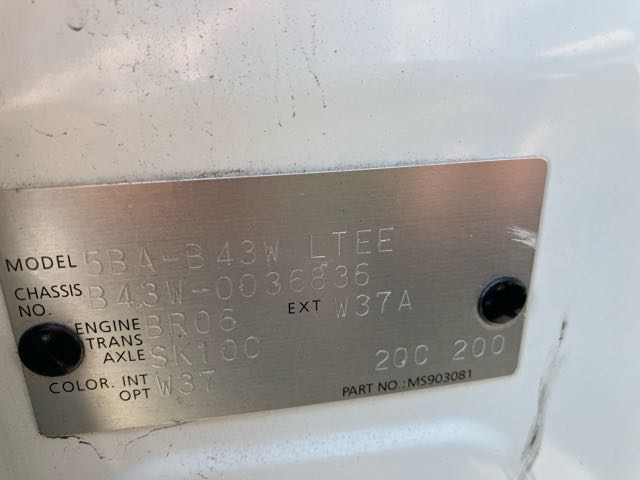 MODEL 5BA-B43W LTEE
CHASSIS NO. B43W-0036836
ENGINE BR06 EXT W37A
TRANS AXLE SK10C 20C 200
COLOR. INT OPT W37
PART NO.: MS903081